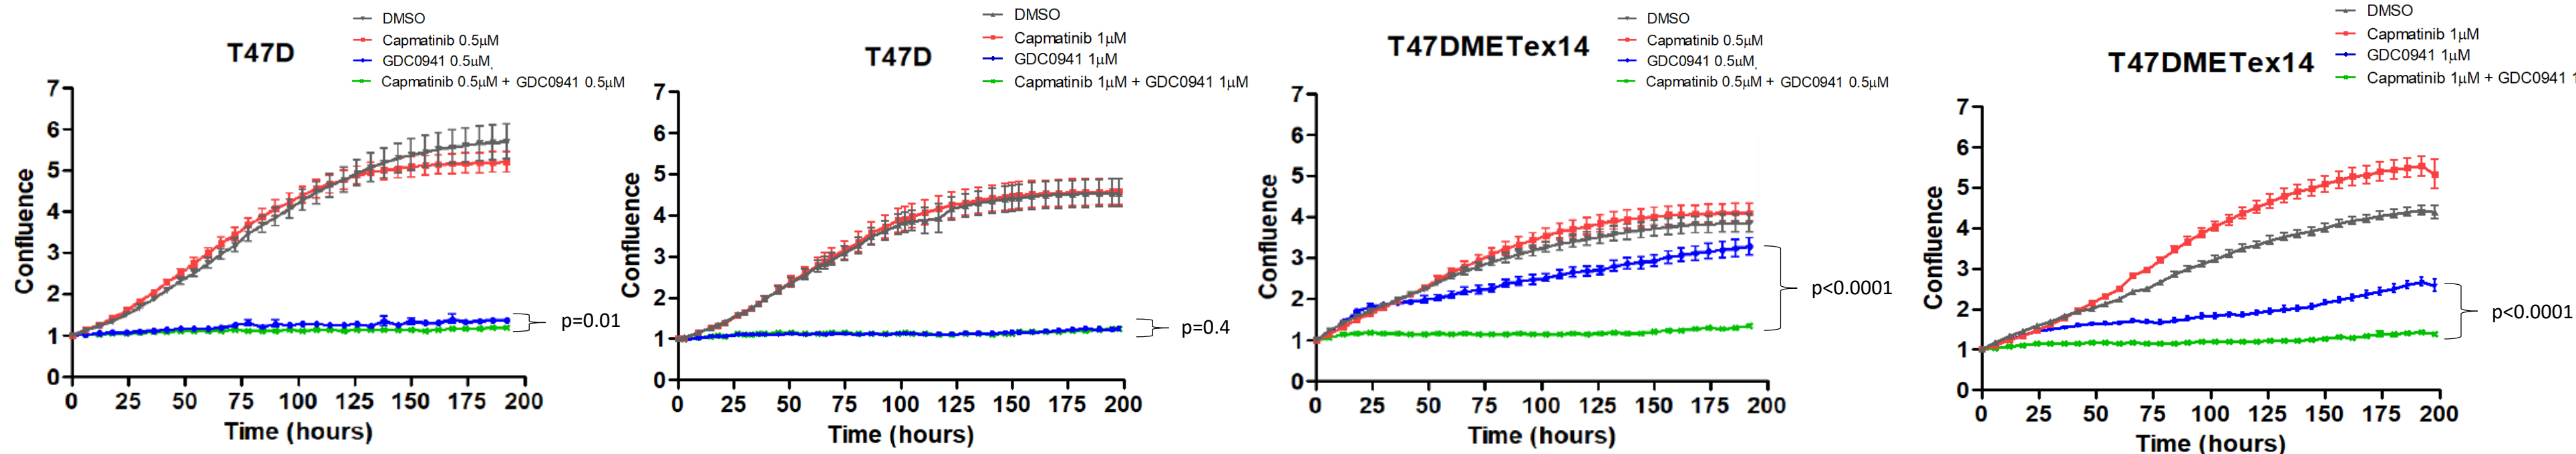 T47D
DMSO
Capmatinib 0.5μM
GDC0941 0.5μM.
Capmatinib 0.5μM + GDC0941 0.5μM
7
6
5
4
3
2
1
0
Confluence
0 25 50 75 100 125 150 175 200
Time (hours)
p=0.01
T47D
DMSO
Capmatinib 1μM
GDC0941 1μM
Capmatinib 1μM + GDC0941 1μM
7
6
5
4
3
2
1
0
Confluence
0 25 50 75 100 125 150 175 200
Time (hours)
p=0.4
T47DMETex14
DMSO
Capmatinib 0.5μM
GDC0941 0.5μM.
Capmatinib 0.5μM + GDC0941 0.5μM
7
6
5
4
3
2
1
0
Confluence
0 25 50 75 100 125 150 175 200
Time (hours)
p<0.0001
T47DMETex14
DMSO
Capmatinib 1μM
GDC0941 1μM
Capmatinib 1μM + GDC0941
7
6
5
4
3
2
1
0
Confluence
0 25 50 75 100 125 150 175 200
Time (hours)
p<0.0001